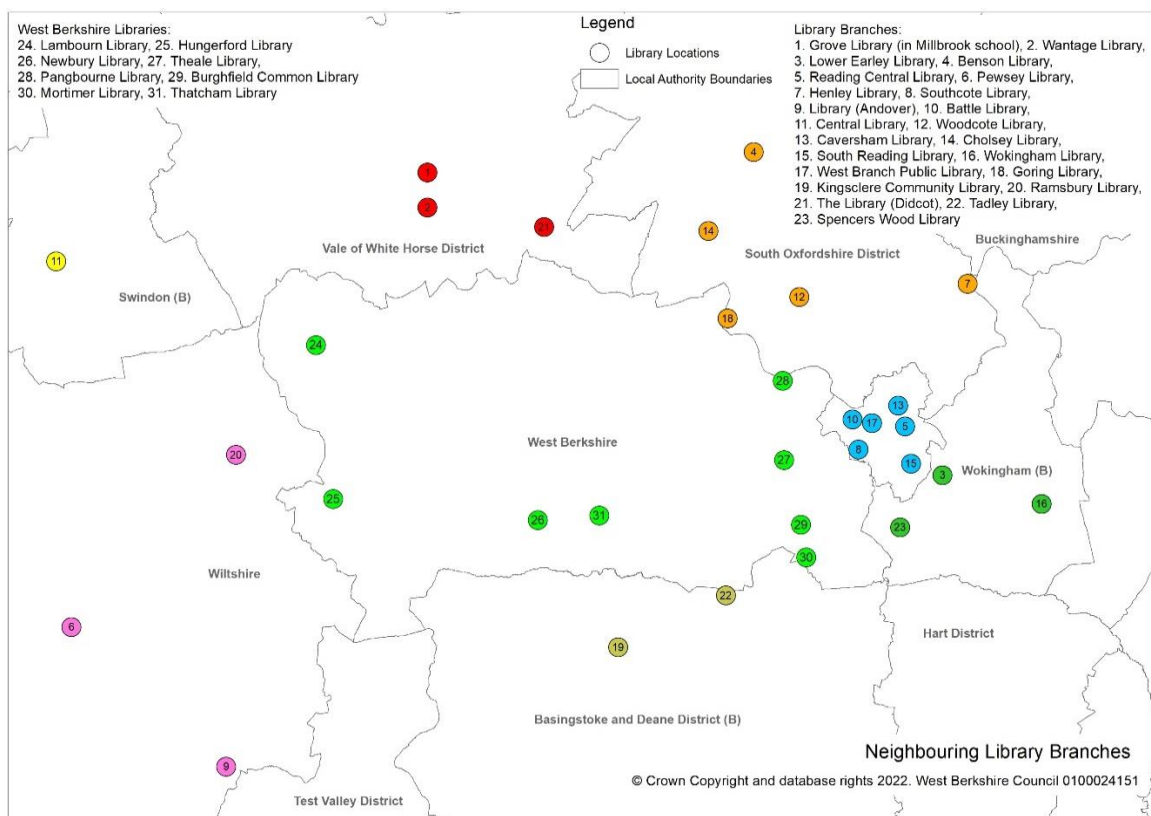 West Berkshire Libraries:
24. Lambourn Library, 25. Hungerford Library
26. Newbury Library, 27. Theale Library,
28. Pangbourne Library, 29. Burghfield Common Library
30. Mortimer Library, 31. Thatcham Library
Legend
Library Locations
Local Authority Boundaries
Library Branches:
1. Grove Library (in Millbrook school), 2. Wantage Library,
3. Lower Earley Library, 4. Benson Library,
5. Reading Central Library, 6. Pewsey Library,
7. Henley Library, 8. Southcote Library,
9. Library (Andover), 10. Battle Library,
11. Central Library, 12. Woodcote Library,
13. Caversham Library, 14. Cholsey Library,
15. South Reading Library, 16. Wokingham Library,
17. West Branch Public Library, 18. Goring Library,
19. Kingsclere Community Library, 20. Ramsbury Library,
21. The Library (Didcot), 22. Tadley Library,
23. Spencers Wood Library
4
1
2
21
14
Vale of White Horse District
South Oxfordshire District
Buckinghamshire
11
Swindon (B)
12
7
18
24
28
13
10
17
5
West Berkshire
20
27
8
15
3
Wokingham (B)
25
26
31
29
23
16
30
Wiltshire
22
6
19
Hart District
Basingstoke and Deane District (B)
9
Test Valley District
Neighbouring Library Branches
© Crown Copyright and database rights 2022. West Berkshire Council 0100024151